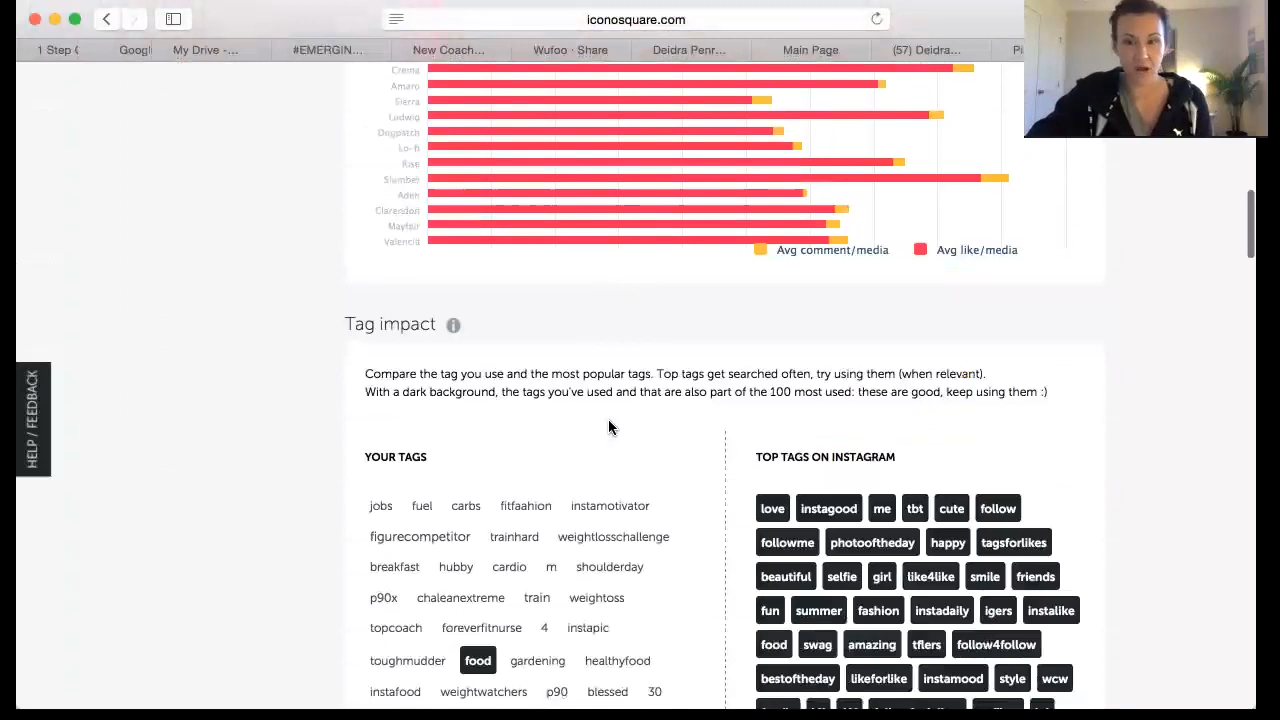 iconosquare.com
1 Step (
Googl
My Drive -...
#EMERGIN...
New Coach...
Wufoo · Share
Deidra Penr...
Main Page
(57) Deidra...
Pi
Crema
Amaro
Sierra
Ludwig
Dogpatch
Lo-fi
Rise
Slumber
Aden
Clarendon
Mayfair
Valencia
Avg comment/media Avg like/media
Tag impact
Compare the tag you use and the most popular tags. Top tags get searched often, try using them (when relevant).
With a dark background, the tags you've used and that are also part of the 100 most used: these are good, keep using them :)
HELP / FEEDBACK
YOUR TAGS
jobs fuel carbs fitfaahion instamotivator
figurecompetitor trainhard weightlosschallenge
breakfast hubby cardio m shoulderday
p90x chaleanextreme train weightoss
topcoach foreverfitnurse 4 instapic
toughmudder food gardening healthyfood
instafood weightwatchers p90 blessed 30
TOP TAGS ON INSTAGRAM
love instagood me tbt cute follow
followme photooftheday happy tagsforlikes
beautiful selfie girl like4like smile friends
fun summer fashion instadaily igers instalike
food swag amazing tflers follow4follow
bestoftheday likeforlike instamood style wcw